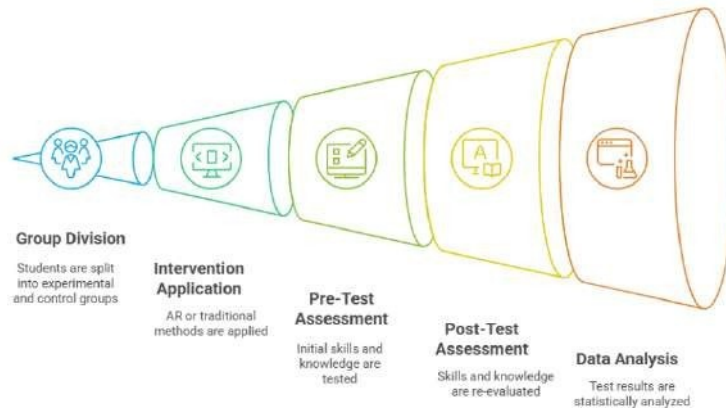 Group Division
Students are split
into experimental
and control groups
Intervention
Application
AR or traditional
methods are applied
Pre-Test
Assessment
Initial skills and
knowledge are
tested
Post-Test
Assessment
Skills and knowledge
are re-evaluated
Data Analysis
Test results are
statistically analyzed